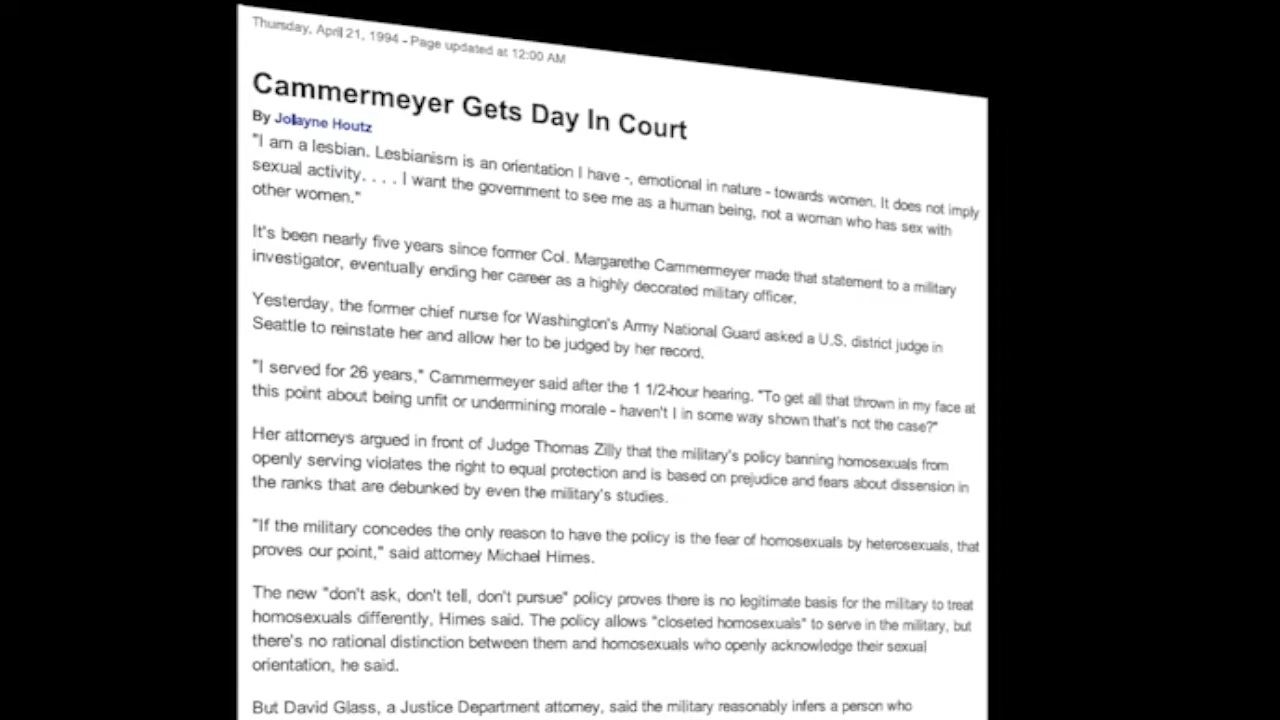 Thursday, April 21, 1994 - Page updated at 12:00 AM
Cammermeyer Gets Day In Court
By Jolayne Houtz
"I am a lesbian. Lesbianism is an orientation I have -, emotional in nature - towards women. It does not imply
sexual activity. . . . I want the government to see me as a human being, not a woman who has sex with
other women."
It's been nearly five years since former Col. Margarethe Cammermeyer made that statement to a military
investigator, eventually ending her career as a highly decorated military officer.
Yesterday, the former chief nurse for Washington's Army National Guard asked a U.S. district judge in
Seattle to reinstate her and allow her to be judged by her record.
"I served for 26 years," Cammermeyer said after the 1 1/2-hour hearing. "To get all that thrown in my face at
this point about being unfit or undermining morale - haven't I in some way shown that's not the case?"
Her attorneys argued in front of Judge Thomas Zilly that the military's policy banning homosexuals from
openly serving violates the right to equal protection and is based on prejudice and fears about dissension in
the ranks that are debunked by even the military's studies.
"If the military concedes the only reason to have the policy is the fear of homosexuals by heterosexuals, that
proves our point," said attorney Michael Himes.
The new "don't ask, don't tell, don't pursue" policy proves there is no legitimate basis for the military to treat
homosexuals differently, Himes said. The policy allows "closeted homosexuals" to serve in the military, but
there's no rational distinction between them and homosexuals who openly acknowledge their sexual
orientation, he said.
But David Glass, a Justice Department attorney, said the military reasonably infers a person who